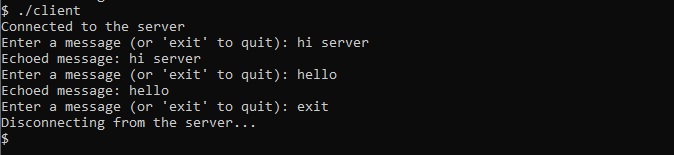 $ ./client
Connected to the server
Enter a message (or 'exit' to quit): hi server
Echoed message: hi server
Enter a message (or 'exit' to quit): hello
Echoed message: hello
Enter a message (or 'exit' to quit): exit
Disconnecting from the server...
$